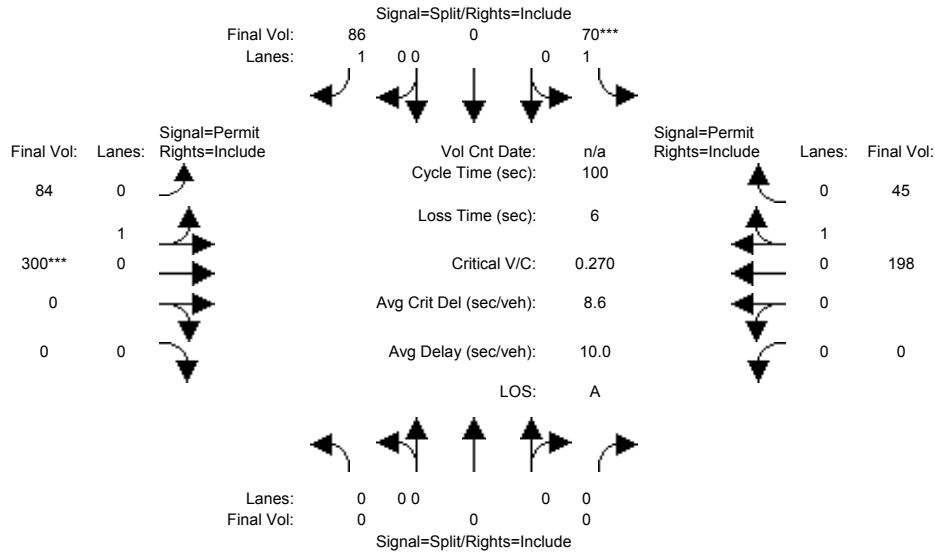 Signal=Split/Rights=Include
Final Vol: 86 0 70***
Lanes: 1 0 0 0 1
Signal=Permit Signal=Permit
Final Vol: Lanes: Rights=Include Vol Cnt Date: n/a Rights=Include Lanes: Final Vol:
Cycle Time (sec): 100
84 0 0 45
Loss Time (sec): 6
1 1
300*** 0 Critical V/C: 0.270 0 198
0 Avg Crit Del (sec/veh): 8.6 0
0 0 Avg Delay (sec/veh): 10.0 0 0
LOS: A
Lanes: 0 0 0 0 0
Final Vol: 0 0 0
Signal=Split/Rights=Include